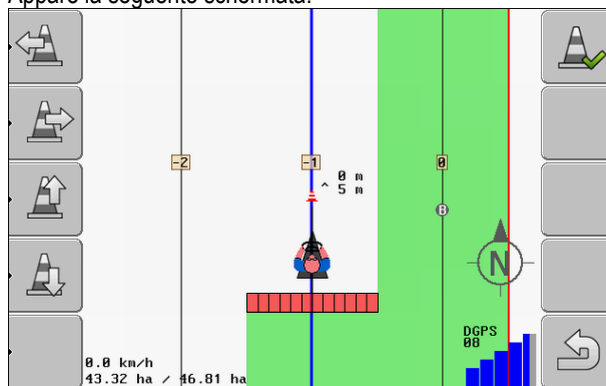 Appare la seguente schermata:
-2
-1
0
0 m
^ 5 m
B
N
DGPS
08
0.0 km/h
43.32 ha / 46.81 ha